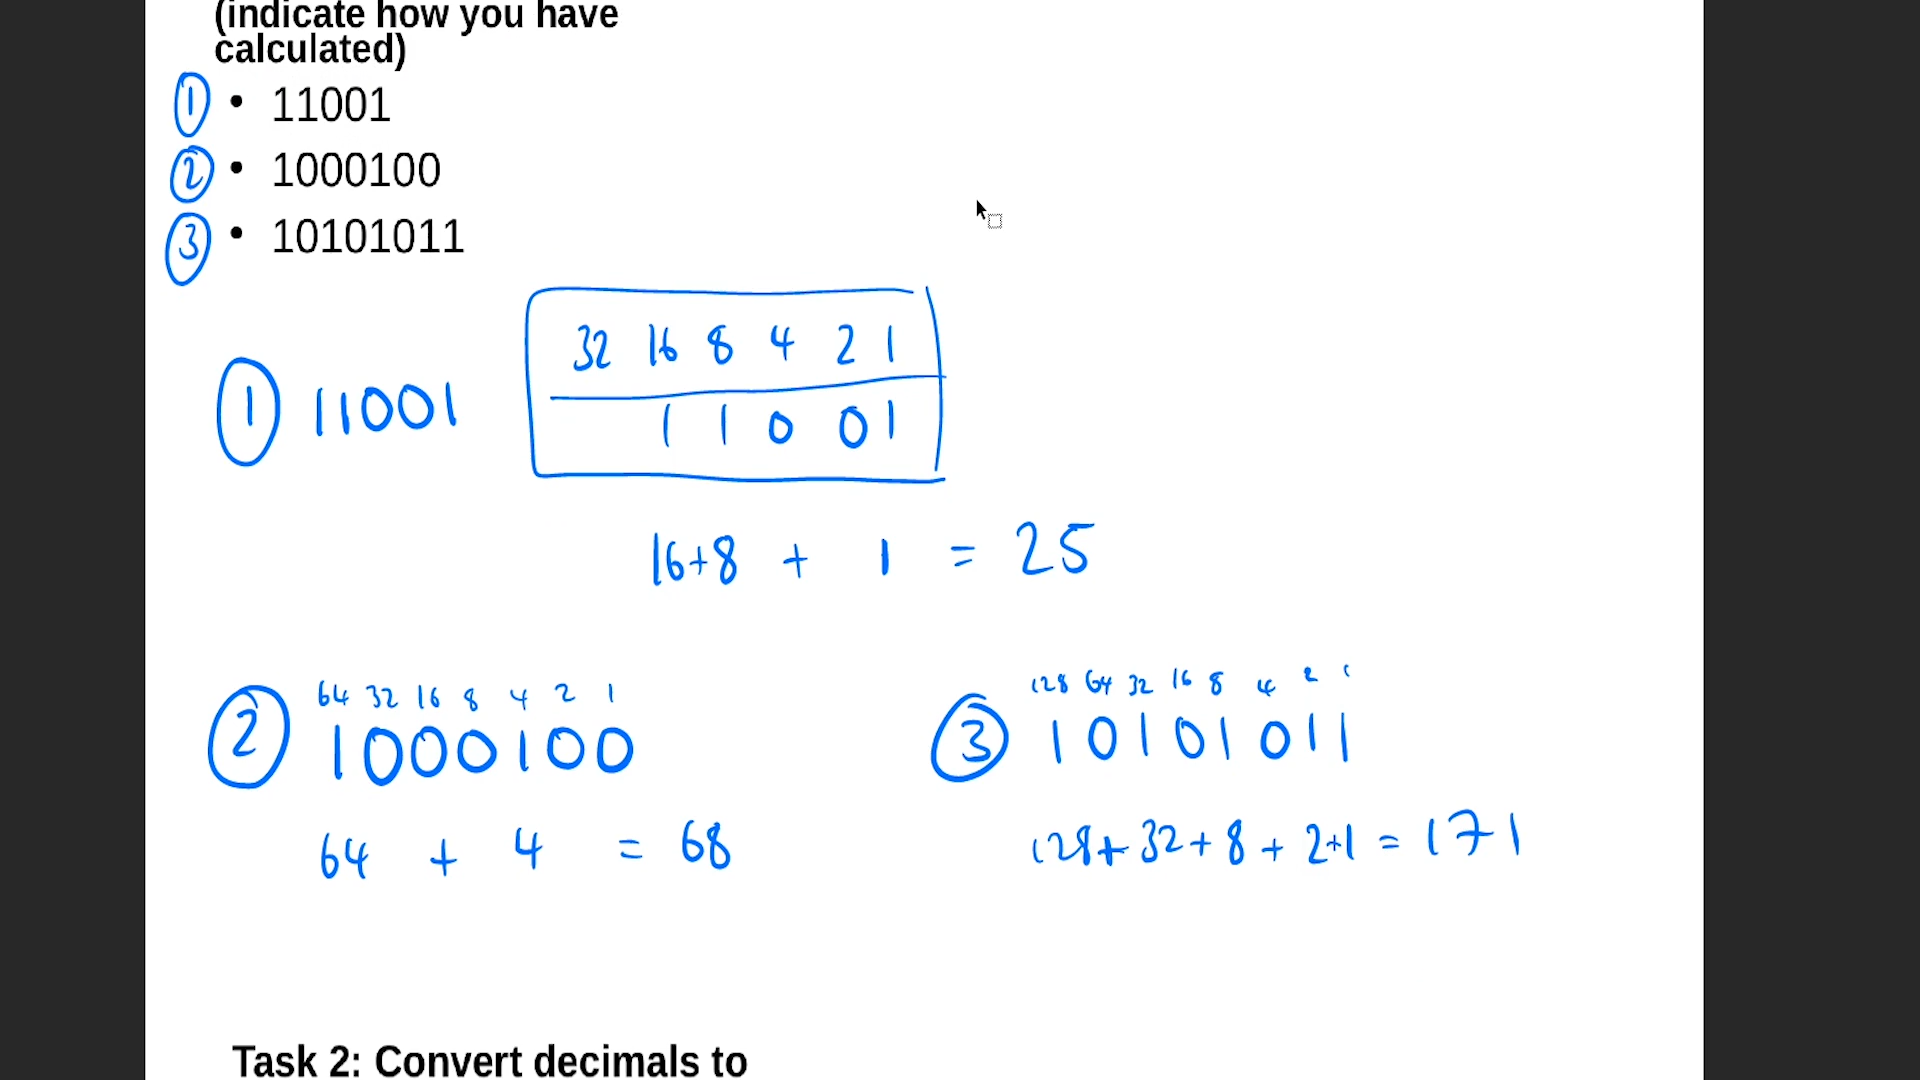 (indicate how you have
calculated)
① • 11001
② • 1000100
③ • 10101011
32 16 8 4 2 1
① 11001
1 1 0 0 1
16+8 + 1 = 25
64 32 16 8 4 2 1
② 1000100
64 + 4 = 68
128 64 32 16 8 4 2 1
③ 10101011
128+32+8+2+1=171
Task 2: Convert decimals to